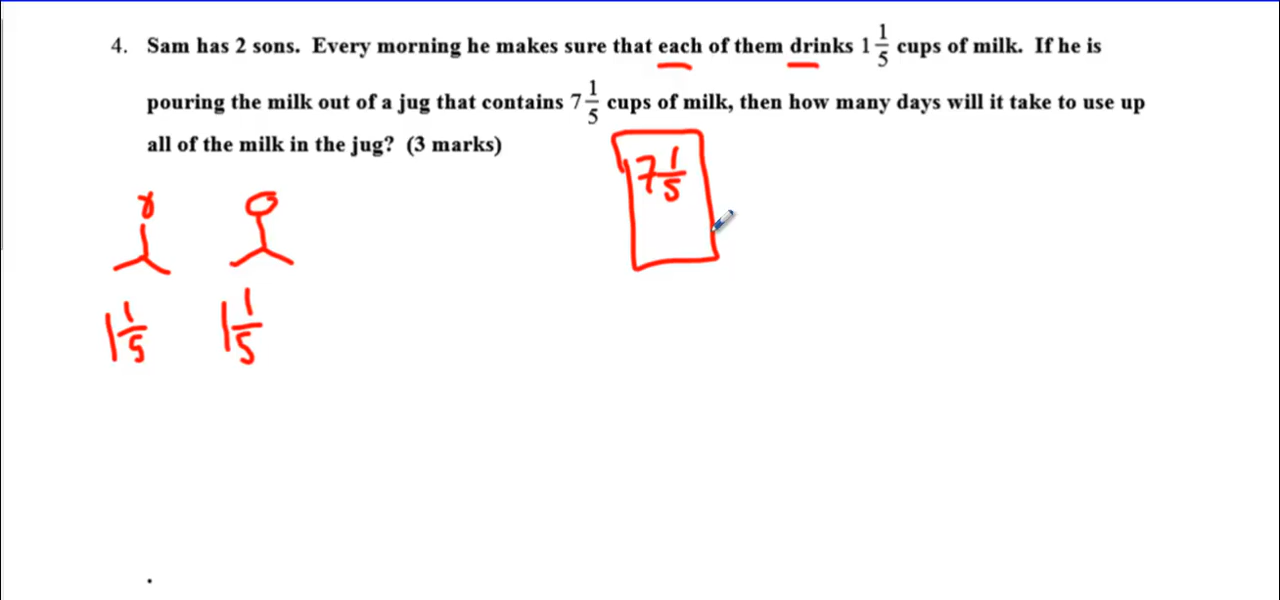 4. Sam has 2 sons. Every morning he makes sure that each of them drinks 1 1/5 cups of milk. If he is
pouring the milk out of a jug that contains 7 1/5 cups of milk, then how many days will it take to use up
all of the milk in the jug? (3 marks)
7 1/5
1 1/5 1 1/5